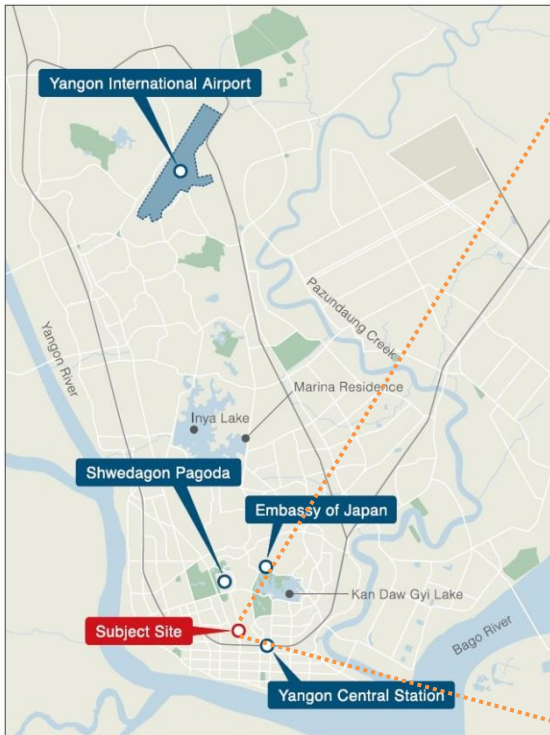 Yangon International Airport
Pazundaung Creek
Yangon River
Marina Residence
Inya Lake
Shwedagon Pagoda
Embassy of Japan
Kan Daw Gyi Lake
Subject Site
Bago River
Yangon Central Station